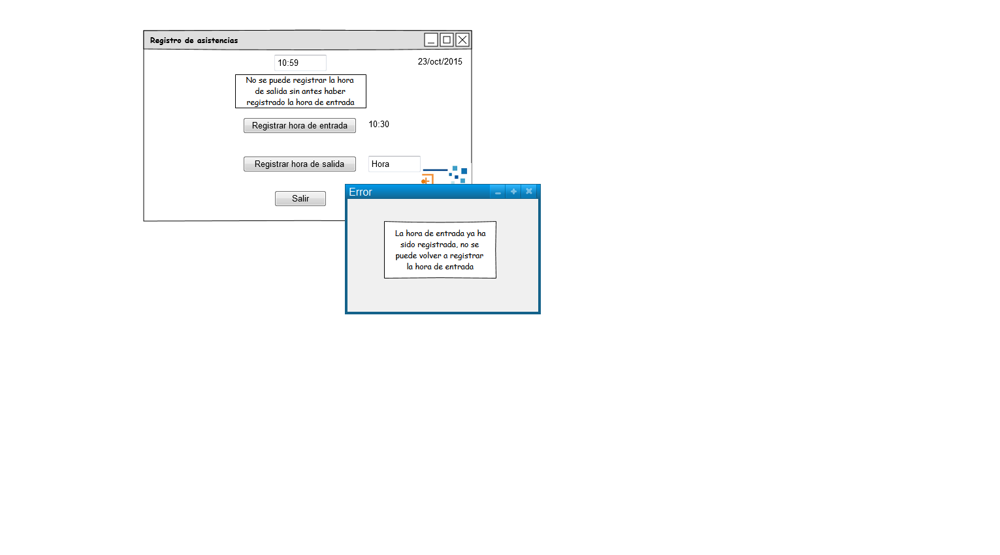 Registro de asistencias
10:59
23/oct/2015
No se puede registrar la hora
de salida sin antes haber
registrado la hora de entrada
Registrar hora de entrada
10:30
Registrar hora de salida
Hora
Salir
Error
La hora de entrada ya ha
sido registrada, no se
puede volver a registrar
la hora de entrada